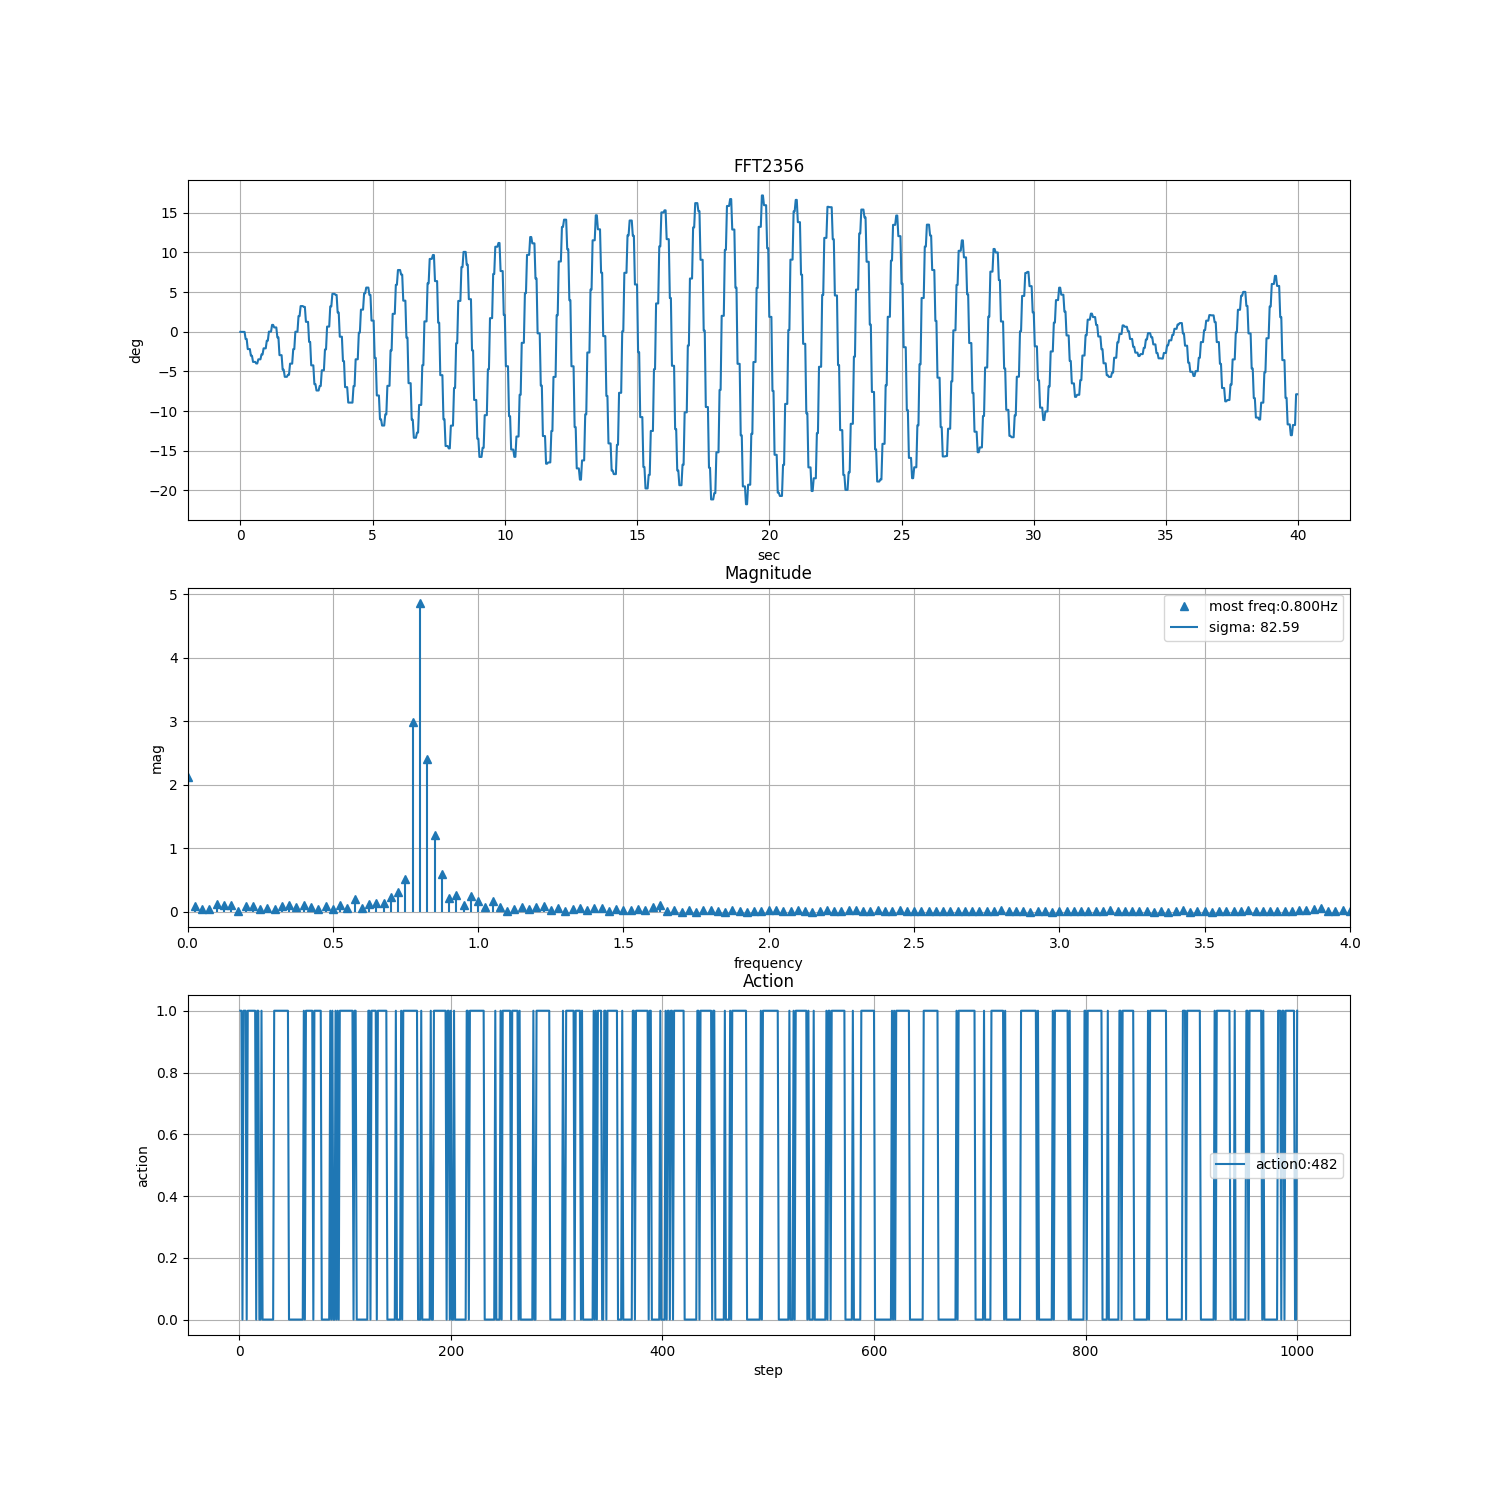 FFT2356
15
10
5
0
−5
−10
−15
−20
deg
0 5 10 15 20 25 30 35 40
sec
Magnitude
5
4
3
2
1
0
mag
most freq:0.800Hz
sigma: 82.59
0.0 0.5 1.0 1.5 2.0 2.5 3.0 3.5 4.0
frequency
Action
1.0
0.8
0.6
0.4
0.2
0.0
action
action0:482
0 200 400 600 800 1000
step